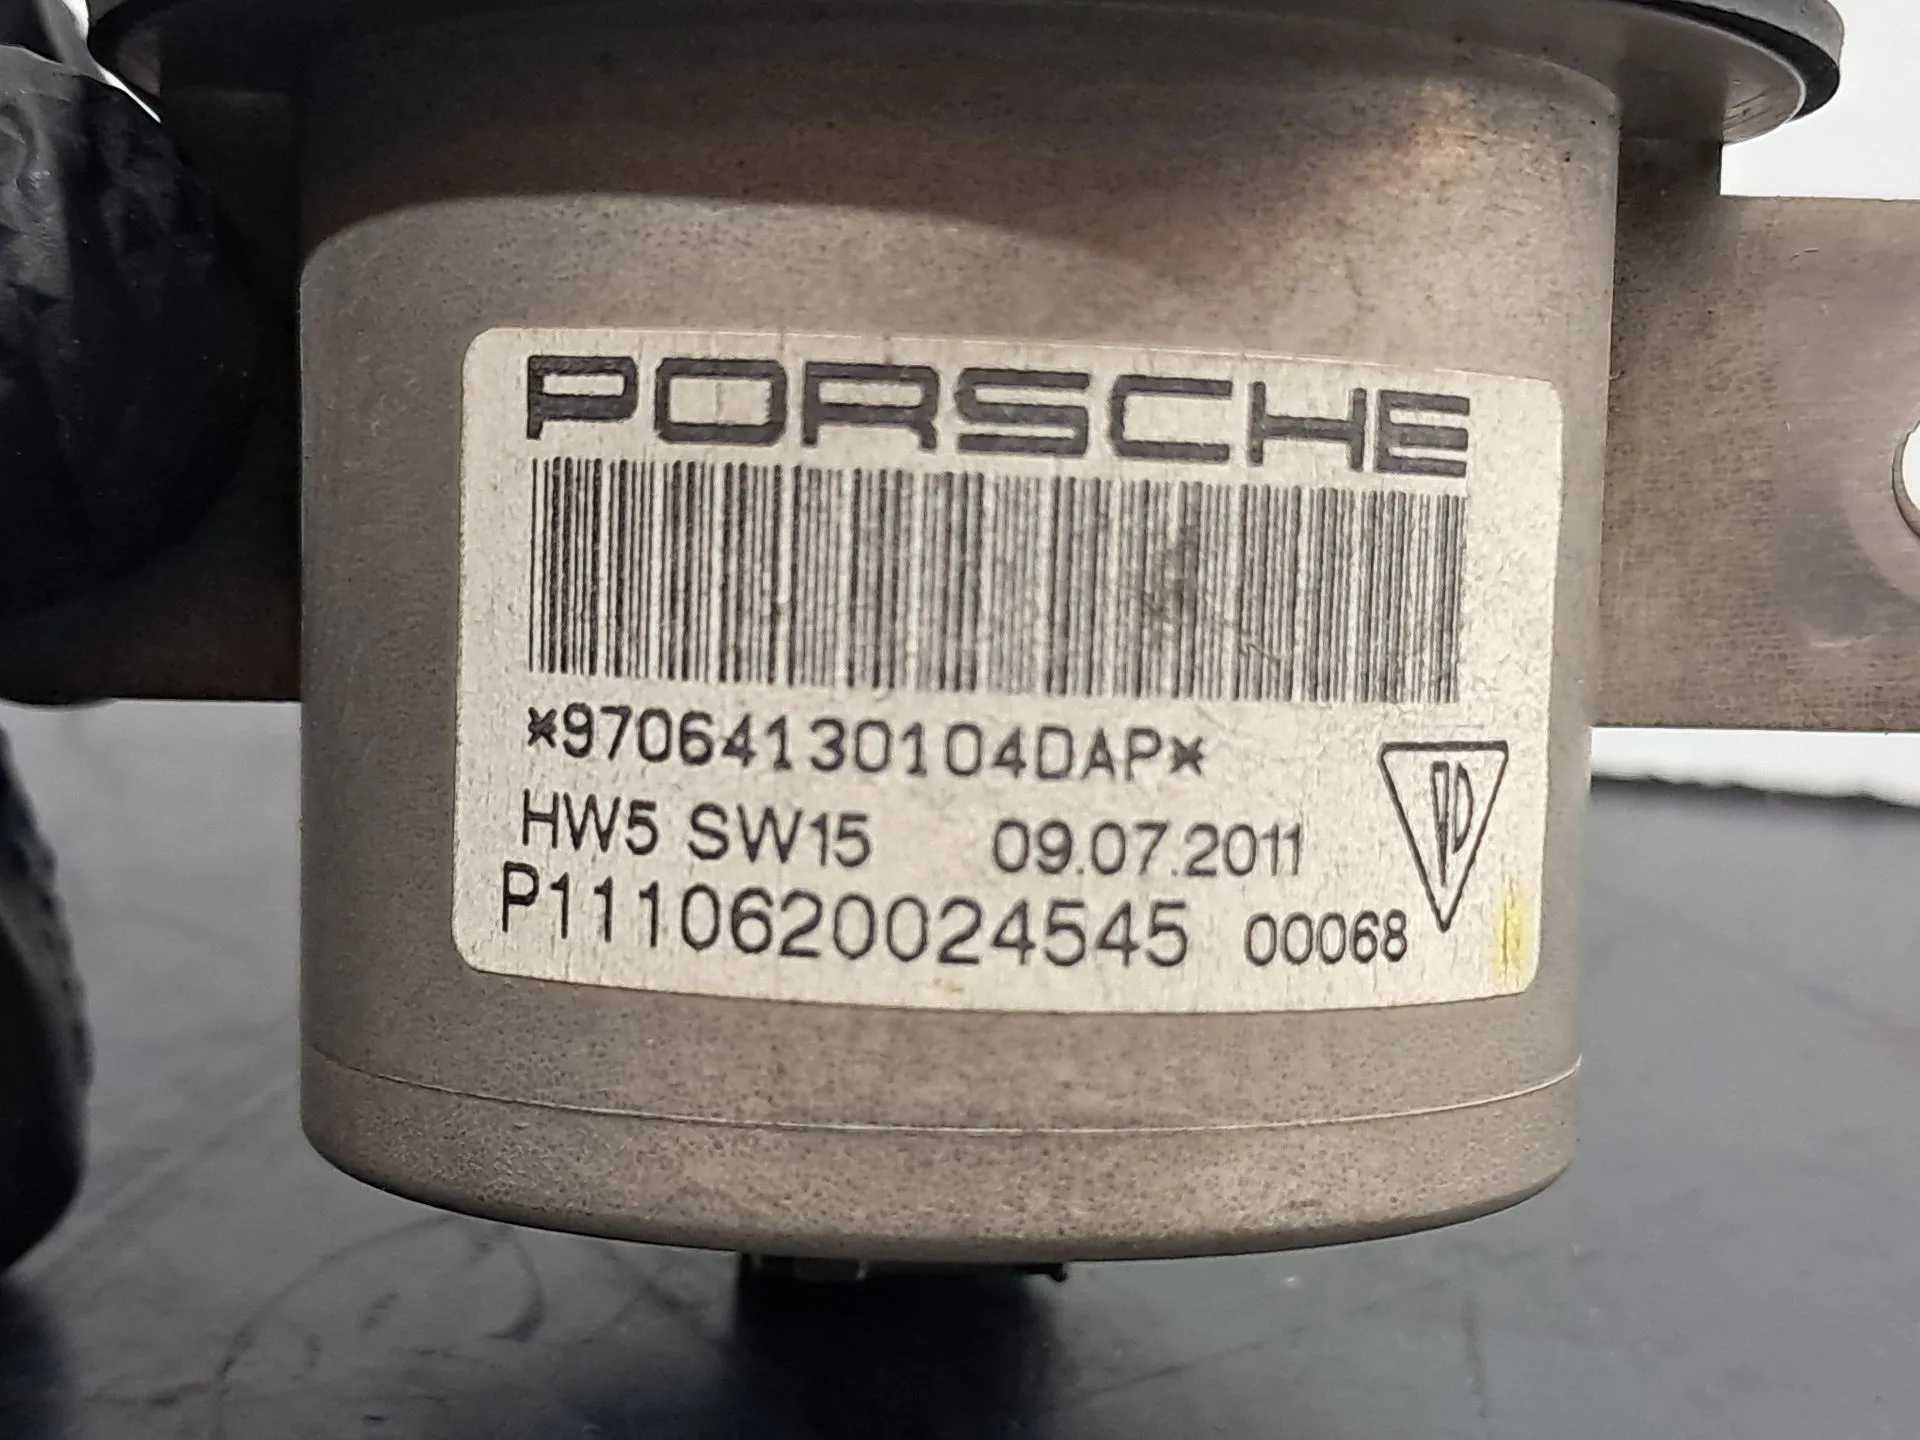 PORSCHE
*97064130104DAP*
HW5 SW15 09.07.2011
P1110620024545 00068